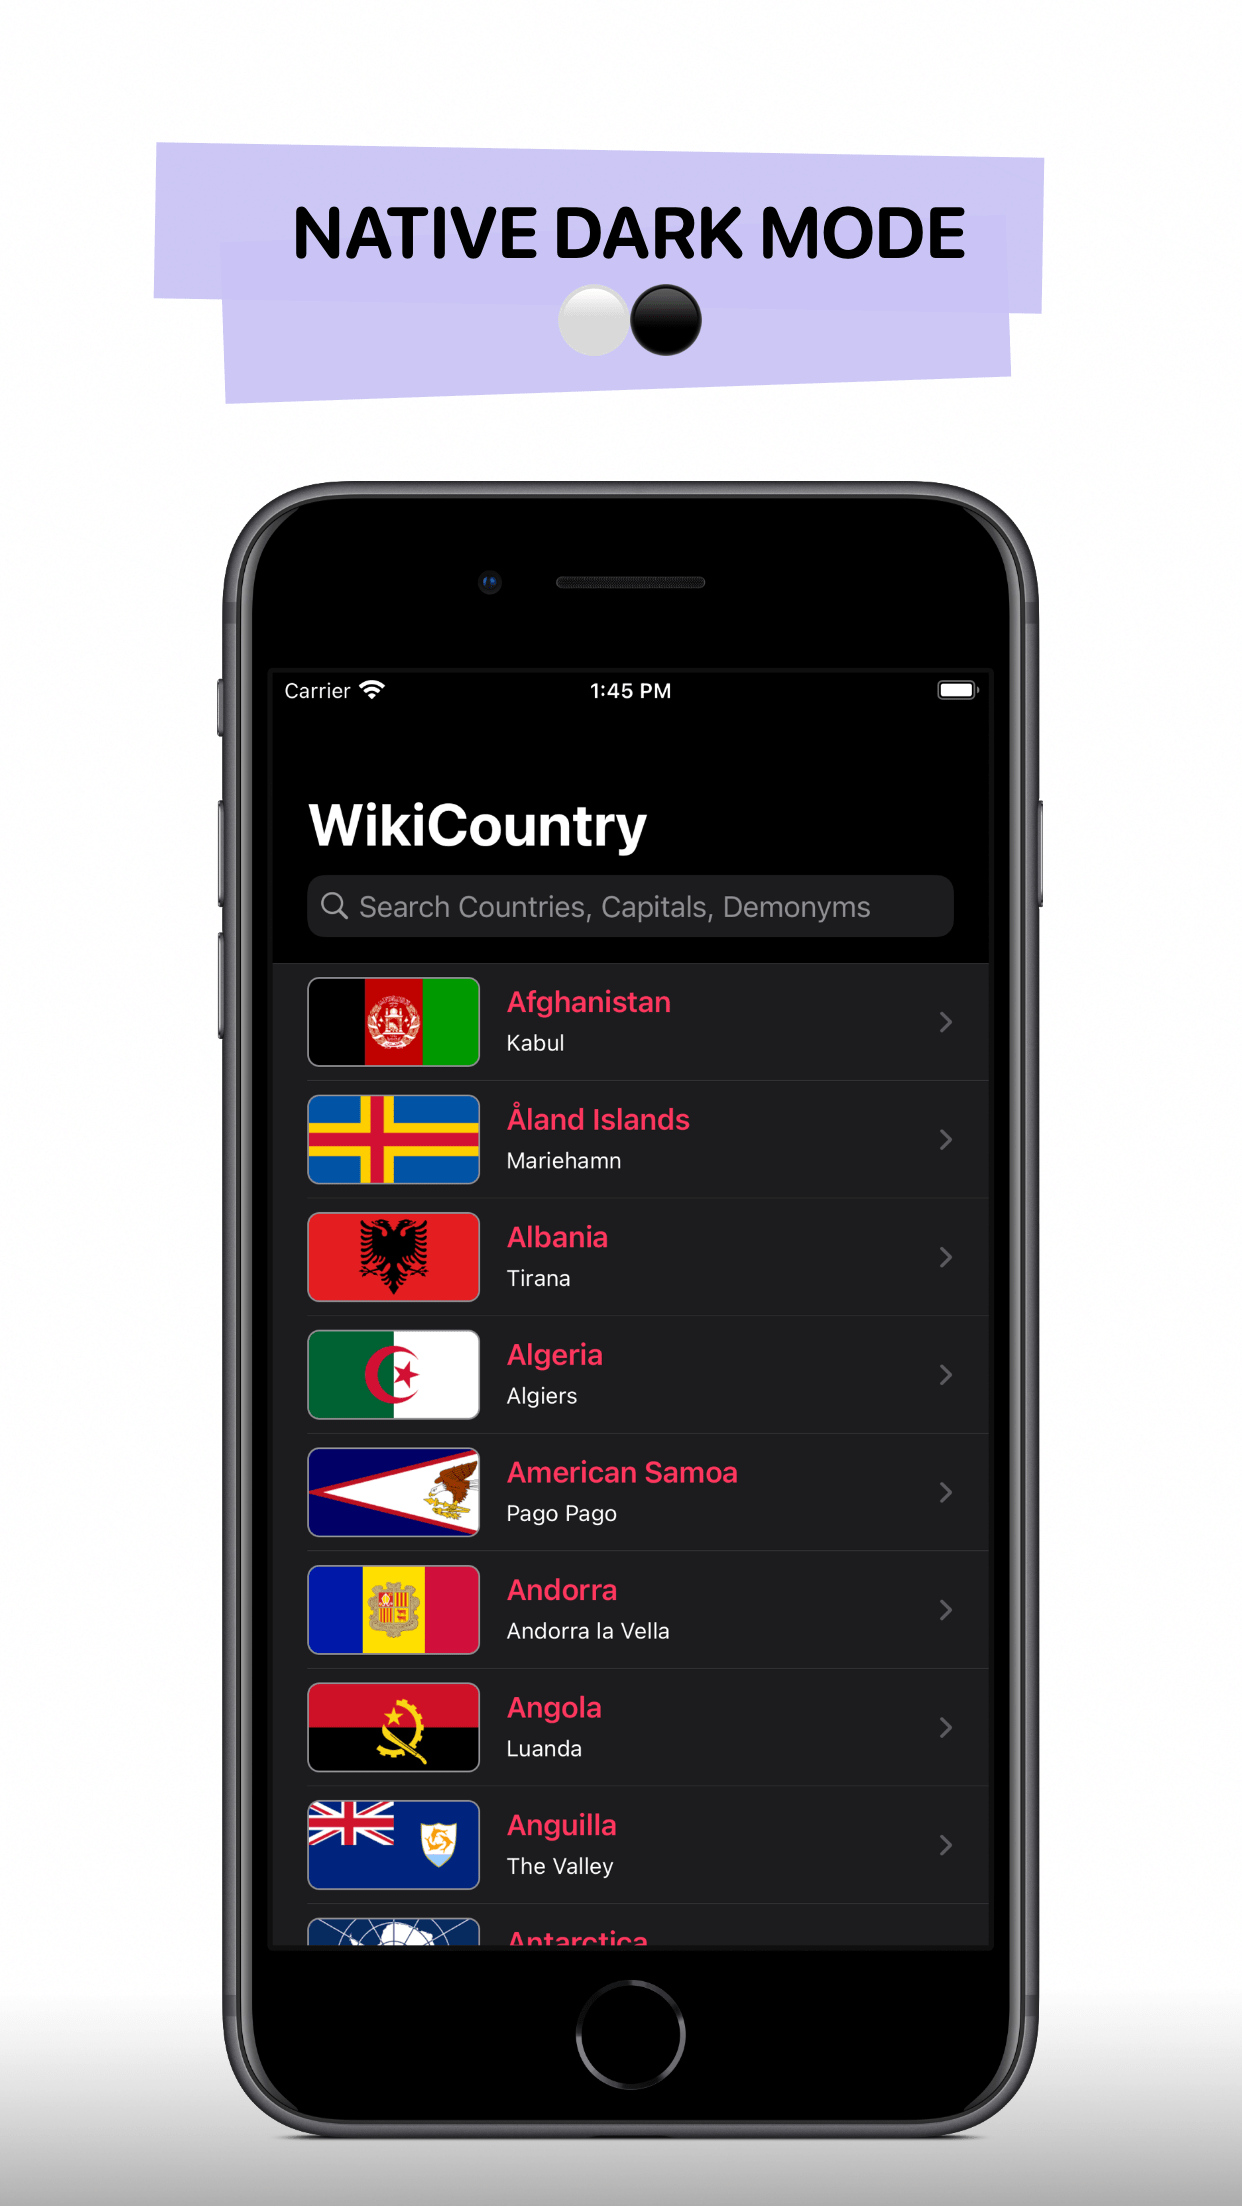 NATIVE DARK MODE
Carrier
1:45 PM
WikiCountry
Search Countries, Capitals, Demonyms
Afghanistan
Kabul
Åland Islands
Mariehamn
Albania
Tirana
Algeria
Algiers
American Samoa
Pago Pago
Andorra
Andorra la Vella
Angola
Luanda
Anguilla
The Valley
Antarctica